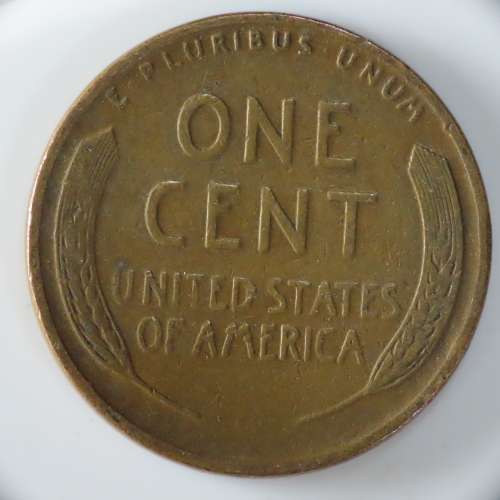 E · PLURIBUS · UNUM
ONE
CENT
UNITED STATES
OF AMERICA